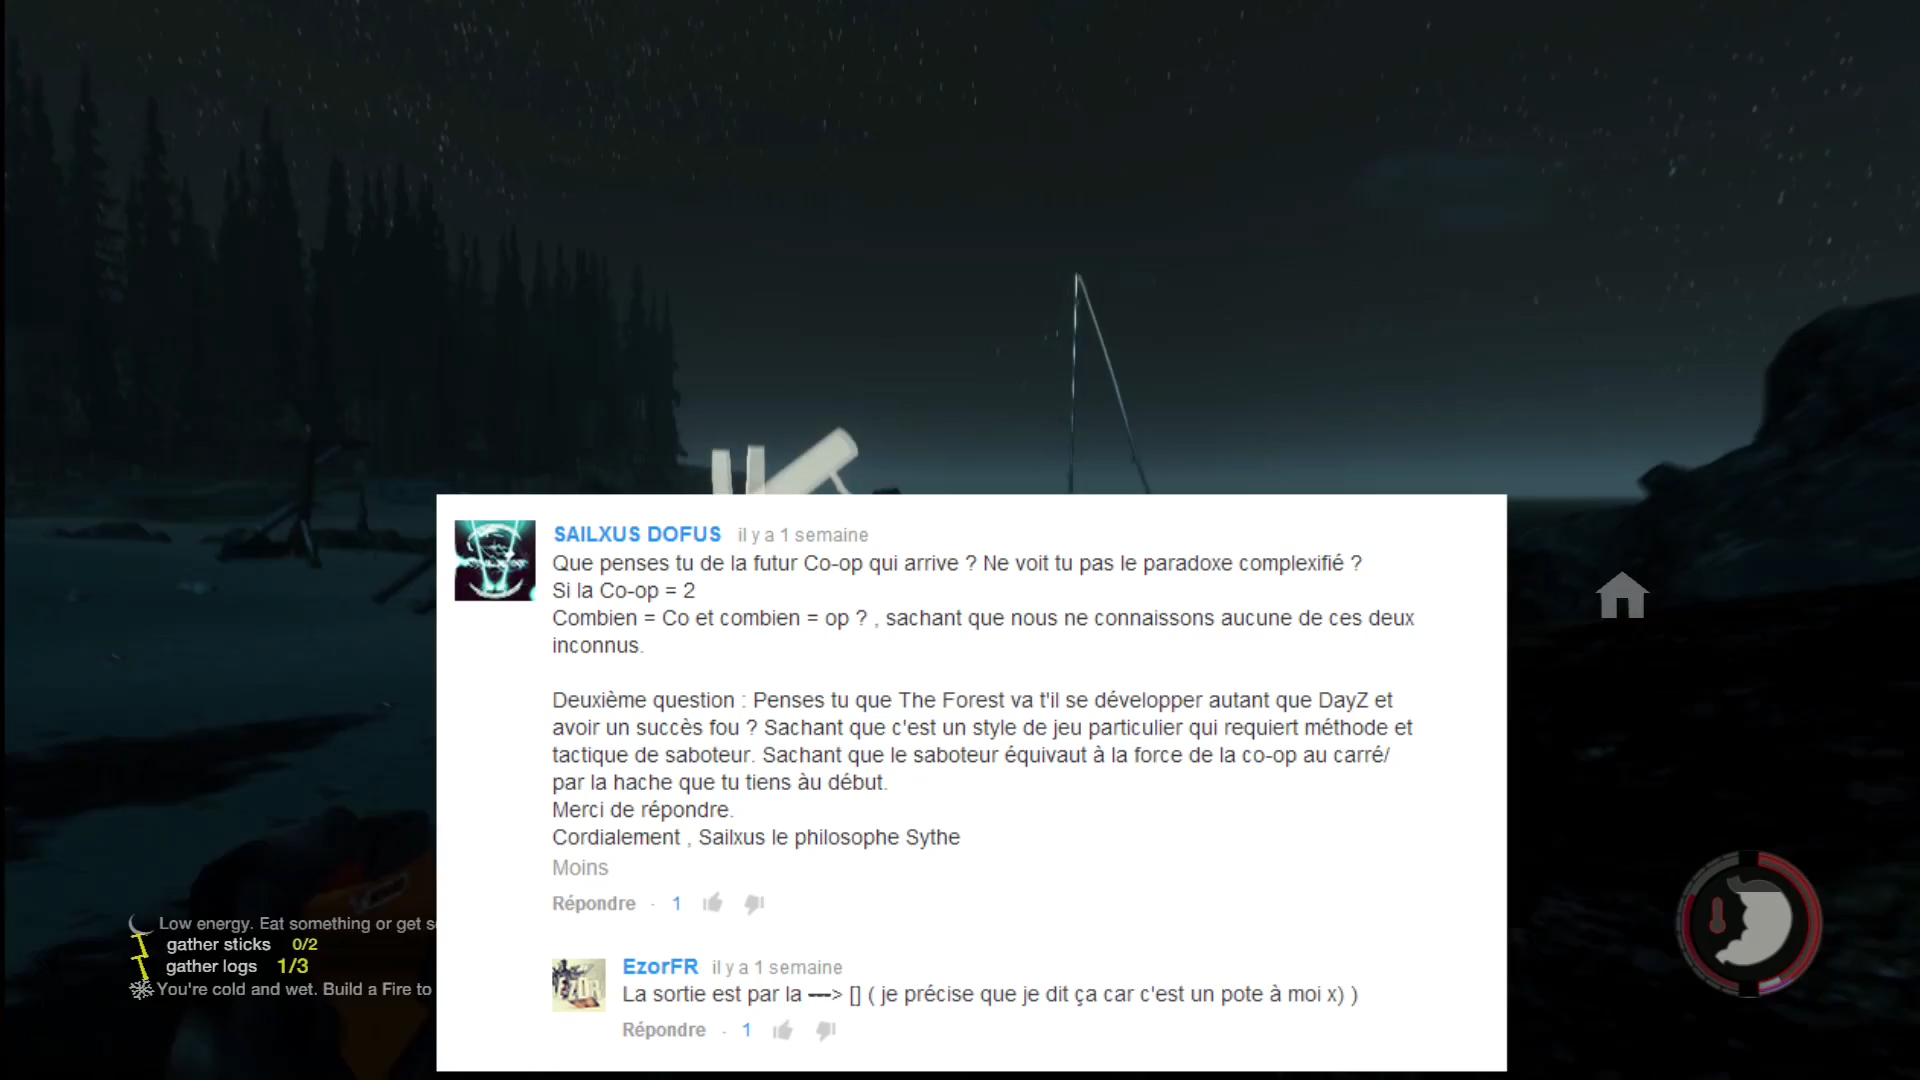 SAILXUS DOFUS il y a 1 semaine
Que penses tu de la futur Co-op qui arrive ? Ne voit tu pas le paradoxe complexifié ?
Si la Co-op = 2
Combien = Co et combien = op ? , sachant que nous ne connaissons aucune de ces deux
inconnus.
Deuxième question : Penses tu que The Forest va t'il se développer autant que DayZ et
avoir un succès fou ? Sachant que c'est un style de jeu particulier qui requiert méthode et
tactique de saboteur. Sachant que le saboteur équivaut à la force de la co-op au carré/
par la hache que tu tiens àu début.
Merci de répondre.
Cordialement , Sailxus le philosophe Sythe
Moins
Répondre · 1
EzorFR il y a 1 semaine
La sortie est par la ---> [] ( je précise que je dit ça car c'est un pote à moi x) )
Répondre · 1
Low energy. Eat something or get
gather sticks 0/2
gather logs 1/3
You're cold and wet. Build a Fire to